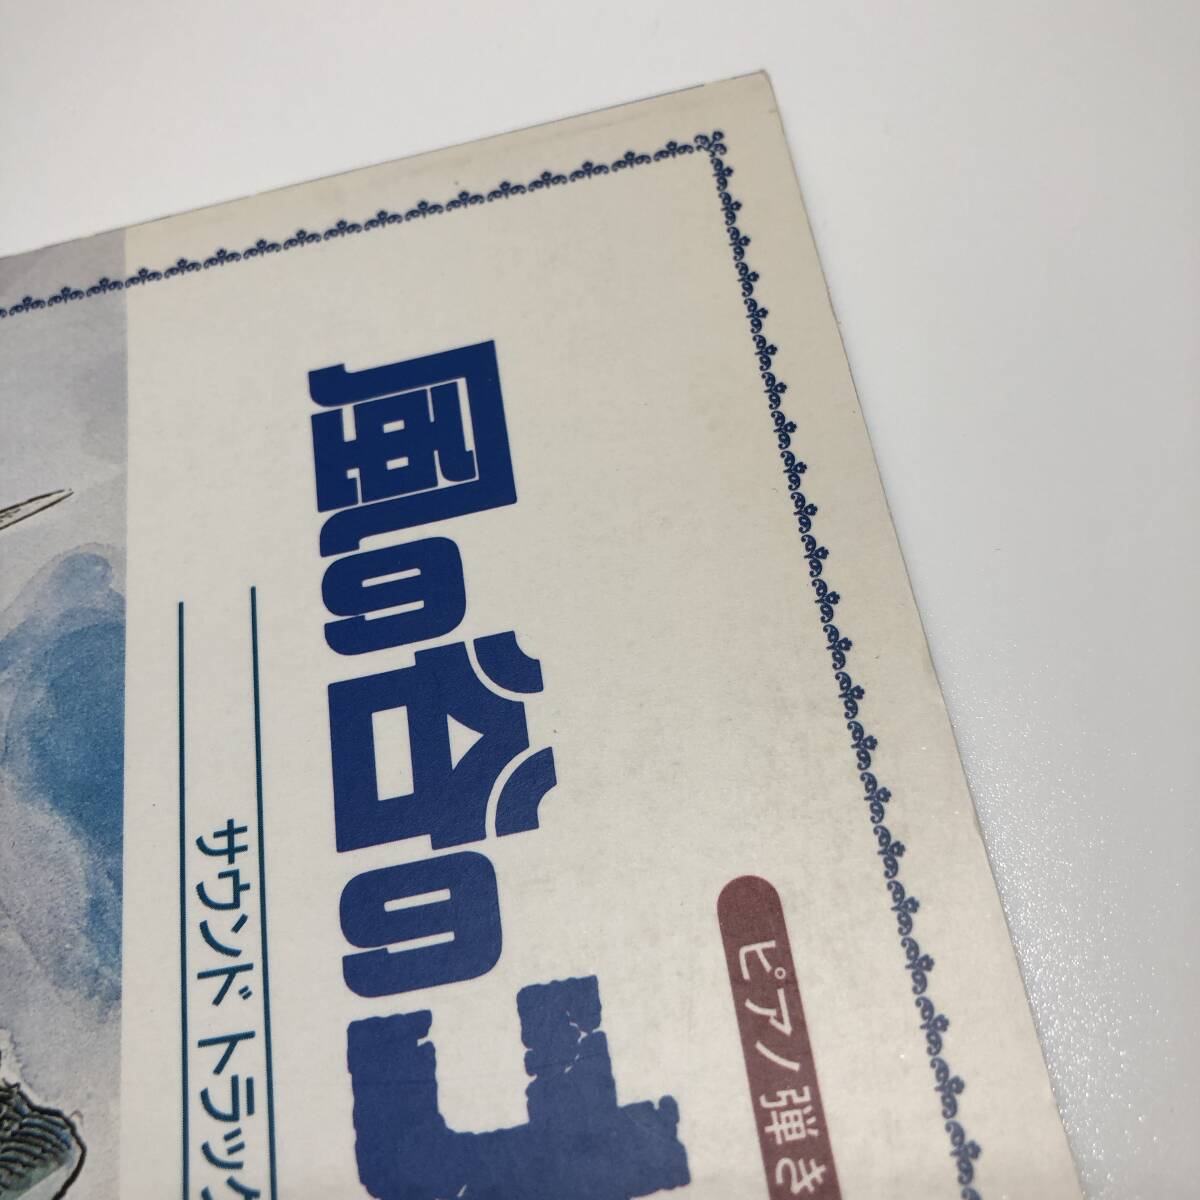 ピアノ弾き
風の谷のナ
サウンド トラック